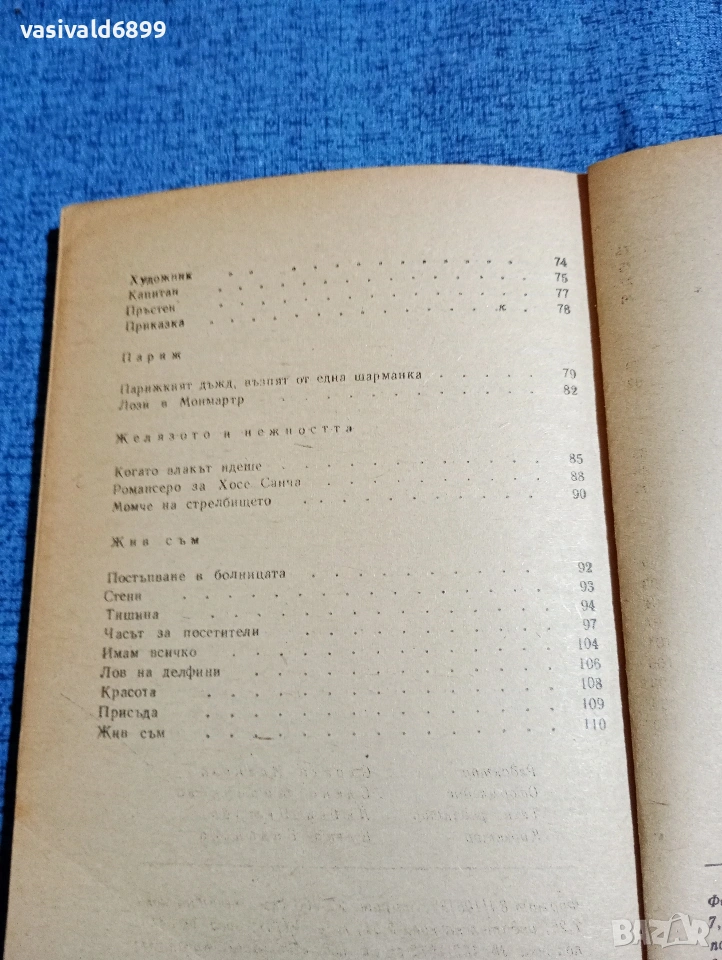 vasivald6899
Художник . . . . . . . . . . . . 74
Капитан . . . . . . . . . . . . 75
Пръстен . . . . . . . . . . . . 77
Приказка . . . . . . . . . . . . 78
Париж
Парижкият дъжд, възпят от една шарманка . . . . . 79
Лози в Монмартр . . . . . . . . . . 82
Желязото и нежността
Когато влакът идеше . . . . . . . . . . 85
Романсеро за Хосе Санча . . . . . . . . . 88
Момче на стрелбището . . . . . . . . . . 90
Жив съм
Постъпване в болницата . . . . . . . . . 92
Стени . . . . . . . . . . . . 93
Тишина . . . . . . . . . . . . 94
Часът за посетители . . . . . . . . . . 97
Имам всичко . . . . . . . . . . . 104
Лов на делфини . . . . . . . . . . 106
Красота . . . . . . . . . . . . 108
Присъда . . . . . . . . . . . . 109
Жив съм . . . . . . . . . . . . 110
7,
BAZAR